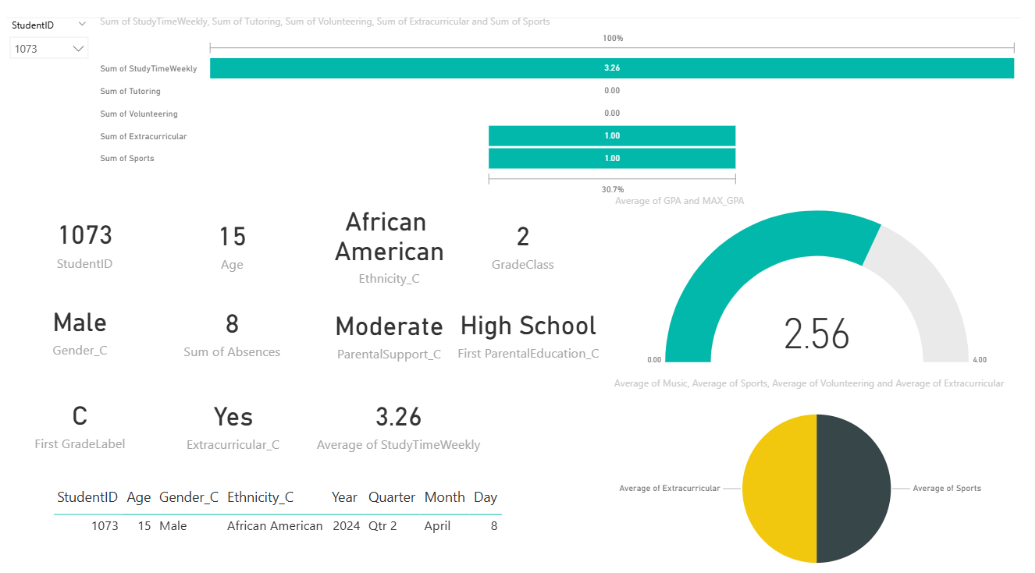 StudentID
1073
Sum of StudyTimeWeekly, Sum of Tutoring, Sum of Volunteering, Sum of Extracurricular and Sum of Sports
100%
Sum of StudyTimeWeekly 3.26
Sum of Tutoring 0.00
Sum of Volunteering 0.00
Sum of Extracurricular 1.00
Sum of Sports 1.00
30.7%
1073
StudentID
15
Age
African
American
Ethnicity_C
2
GradeClass
Male
Gender_C
8
Sum of Absences
Moderate
ParentalSupport_C
High School
First ParentalEducation_C
C
First GradeLabel
Yes
Extracurricular_C
3.26
Average of StudyTimeWeekly
Average of GPA and MAX_GPA
2.56
0.00
4.00
Average of Music, Average of Sports, Average of Volunteering and Average of Extracurricular
Average of Extracurricular
Average of Sports
StudentID Age Gender_C Ethnicity_C Year Quarter Month Day
1073 15 Male African American 2024 Qtr 2 April 8